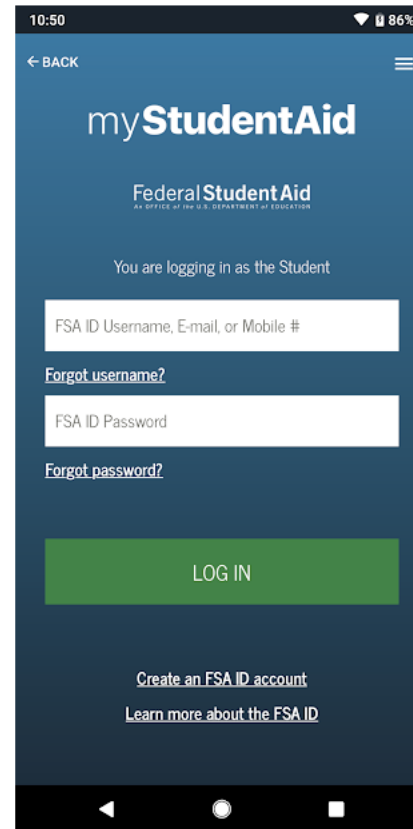 10:50
86%
← BACK
myStudentAid
Federal Student Aid
An OFFICE of the U.S. DEPARTMENT of EDUCATION
You are logging in as the Student
FSA ID Username, E-mail, or Mobile #
Forgot username?
FSA ID Password
Forgot password?
LOG IN
Create an FSA ID account
Learn more about the FSA ID